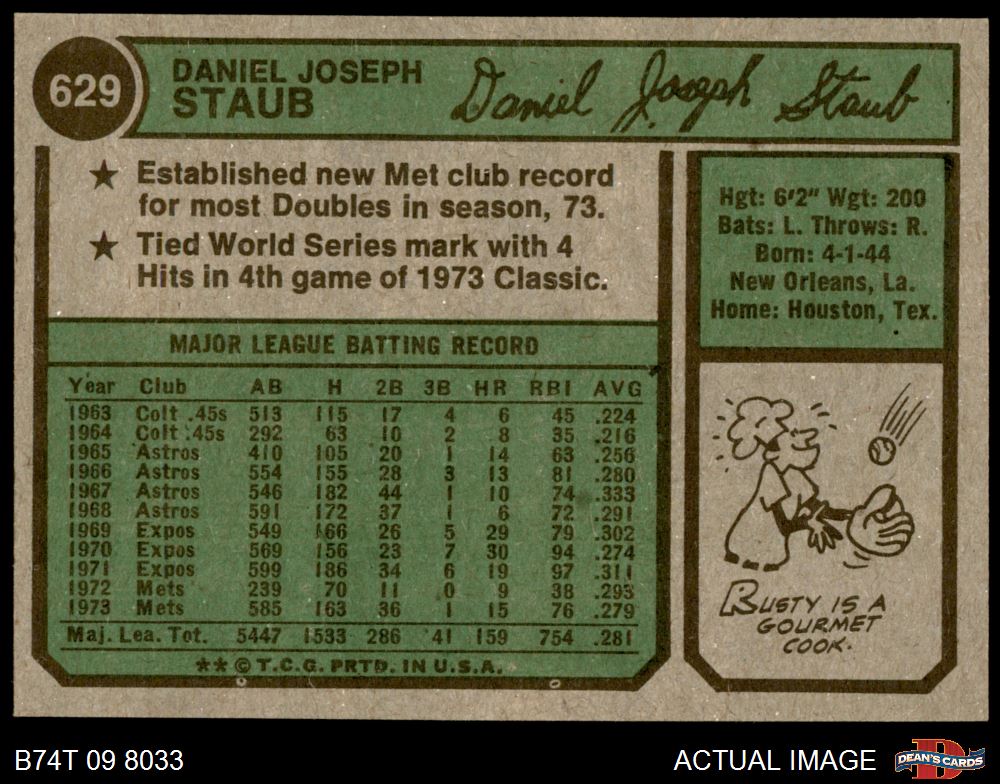 629
DANIEL JOSEPH
STAUB
Daniel Joseph Staub
★ Established new Met club record
for most Doubles in season, 73.
★ Tied World Series mark with 4
Hits in 4th game of 1973 Classic.
Hgt: 6'2" Wgt: 200
Bats: L. Throws: R.
Born: 4-1-44
New Orleans, La.
Home: Houston, Tex.
MAJOR LEAGUE BATTING RECORD
Year Club AB H 2B 3B HR RBI AVG
1963 Colt .45s 513 115 17 4 6 45 .224
1964 Colt .45s 292 63 10 2 8 35 .216
1965 Astros 410 105 20 1 14 63 .256
1966 Astros 554 155 28 3 13 81 .280
1967 Astros 546 182 44 1 10 74 .333
1968 Astros 591 172 37 1 6 72 .291
1969 Expos 549 166 26 5 29 79 .302
1970 Expos 569 156 23 7 30 94 .274
1971 Expos 599 186 34 6 19 97 .311
1972 Mets 239 70 11 0 9 38 .293
1973 Mets 585 163 36 1 15 76 .279
Maj. Lea. Tot. 5447 1533 286 41 159 754 .281
★★ © T.C.G. PRTD. IN U.S.A.
RUSTY IS A
GOURMET
COOK.
B74T 09 8033
ACTUAL IMAGE
D
DEAN'S CARDS